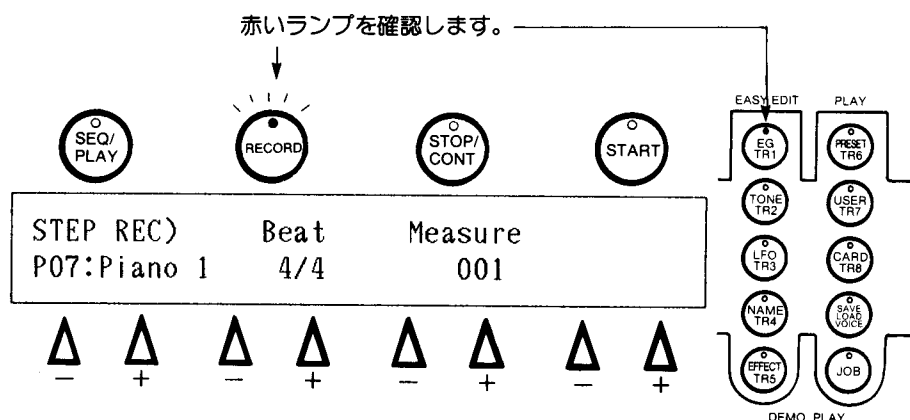 赤いランプを確認します。
EASY EDIT
PLAY
SEQ/
PLAY
RECORD
STOP/
CONT
START
EG
TR1
PRESET
TR6
TONE
TR2
USER
TR7
LFO
TR3
CARD
TR8
NAME
TR4
SAVE
LOAD
VOICE
EFFECT
TR5
JOB
DEMO PLAY
STEP REC) Beat Measure
P07:Piano 1 4/4 001
− + − + − + − +